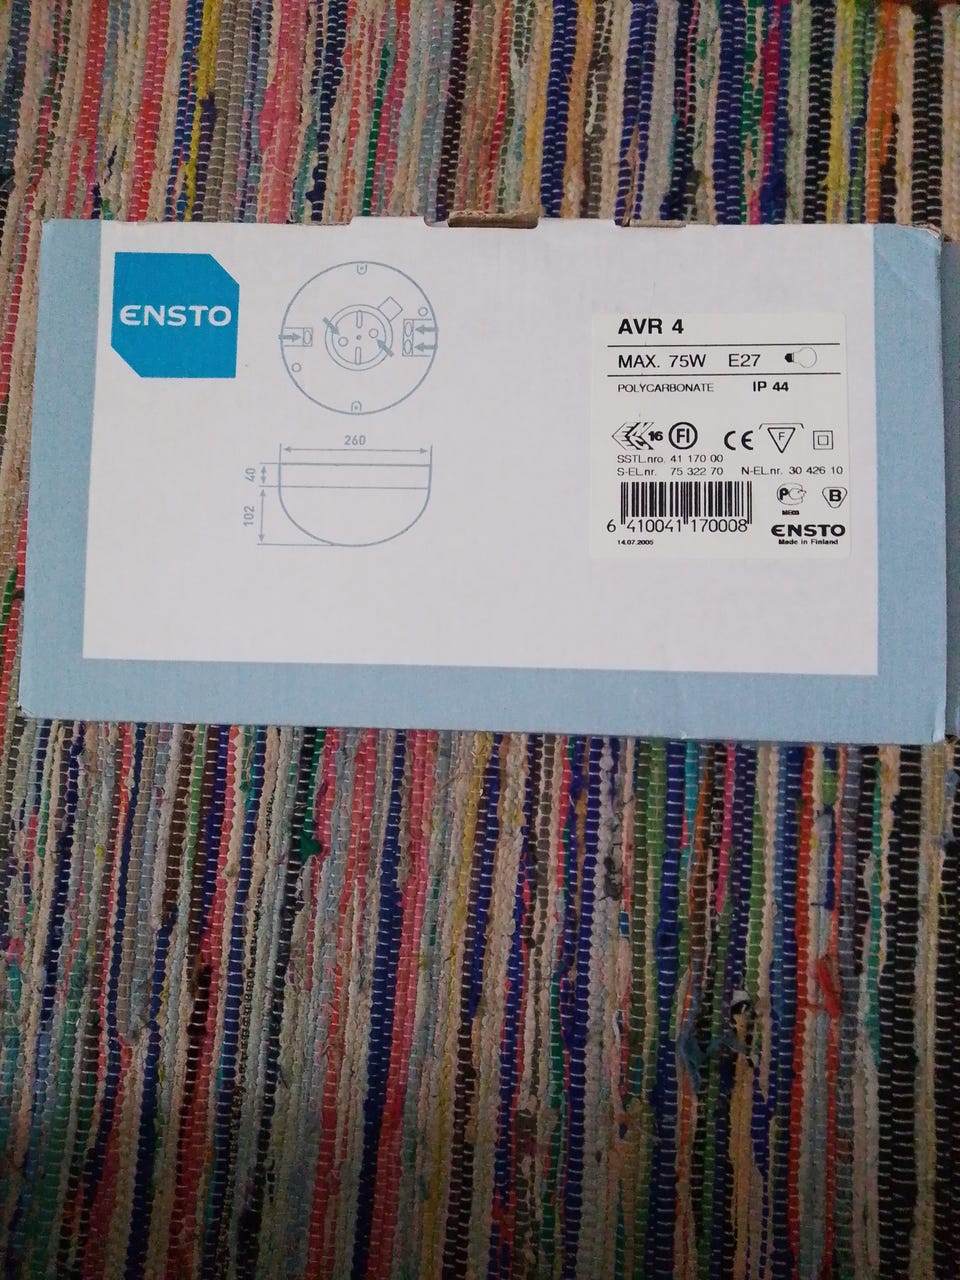 ENSTO
260
40
102
AVR 4
MAX. 75W E27
POLYCARBONATE IP 44
16 FI CE F
SSTL.nro. 41 170 00
S-EL.nr. 75 322 70 N-EL.nr. 30 426 10
6 410041 170008
PC B
ME68
ENSTO
14.07.2005 Made in Finland